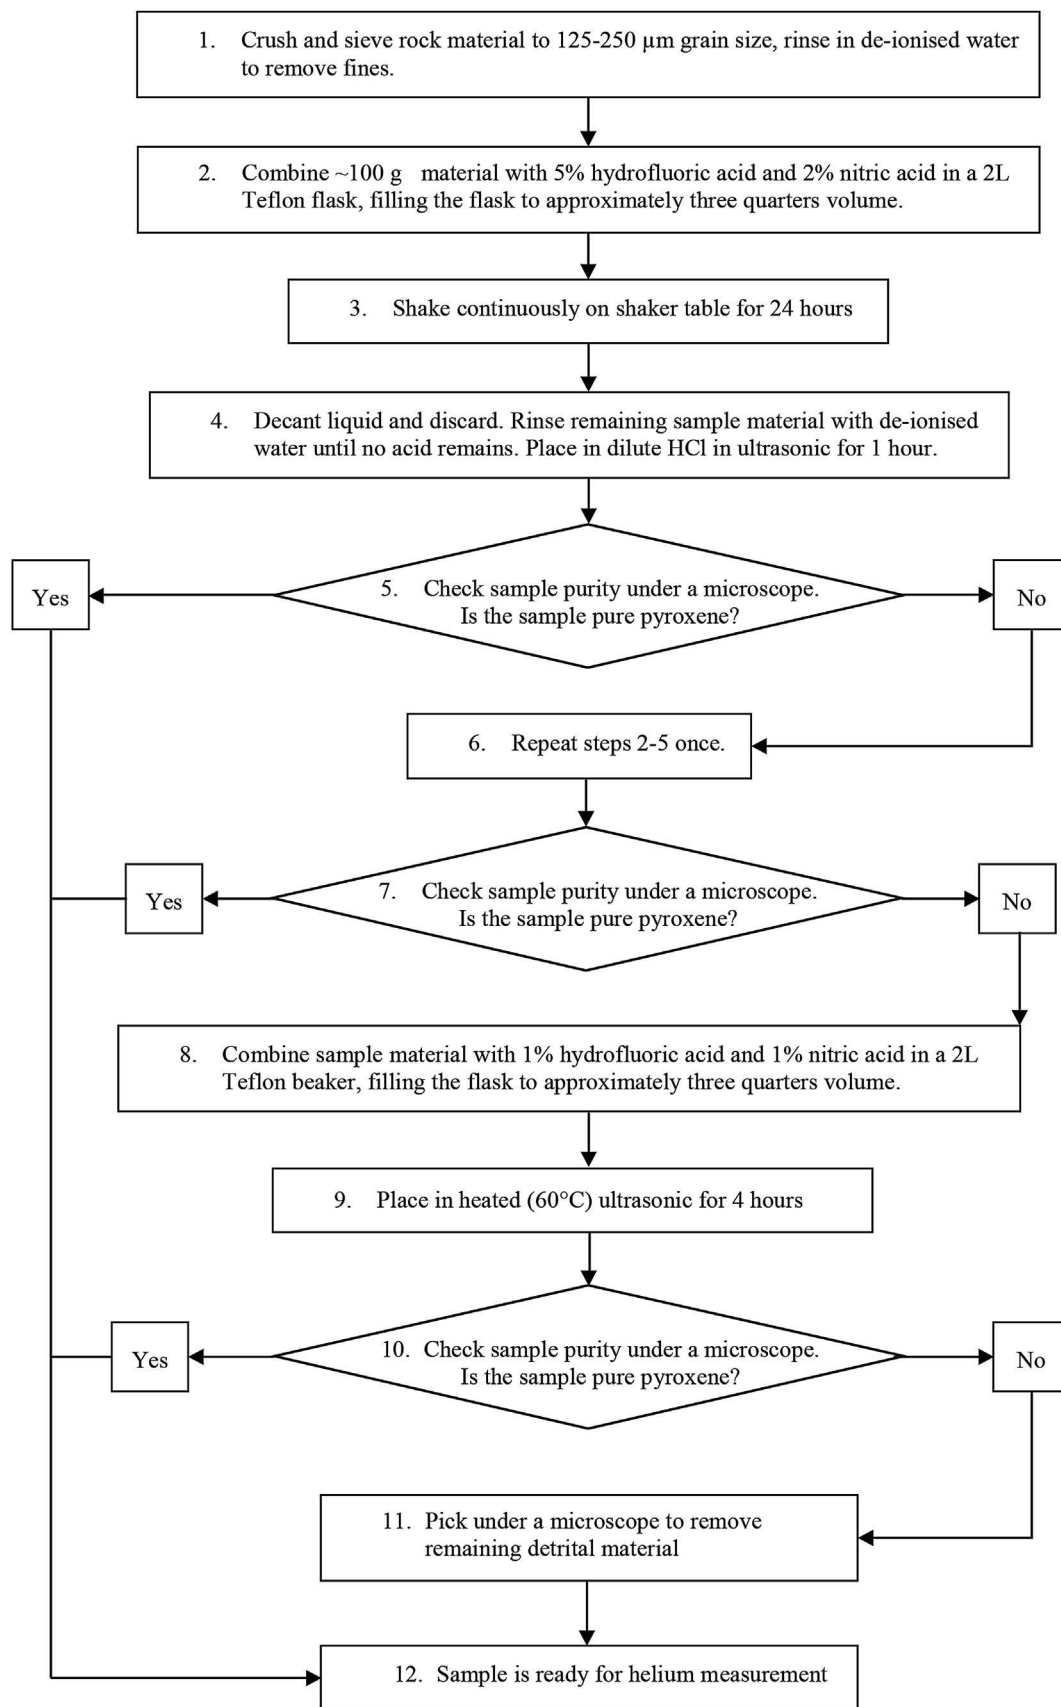 1. Crush and sieve rock material to 125-250 µm grain size, rinse in de-ionised water
to remove fines.
2. Combine ~100 g material with 5% hydrofluoric acid and 2% nitric acid in a 2L
Teflon flask, filling the flask to approximately three quarters volume.
3. Shake continuously on shaker table for 24 hours
4. Decant liquid and discard. Rinse remaining sample material with de-ionised
water until no acid remains. Place in dilute HCl in ultrasonic for 1 hour.
5. Check sample purity under a microscope.
Is the sample pure pyroxene?
Yes
No
6. Repeat steps 2-5 once.
7. Check sample purity under a microscope.
Is the sample pure pyroxene?
Yes
No
8. Combine sample material with 1% hydrofluoric acid and 1% nitric acid in a 2L
Teflon beaker, filling the flask to approximately three quarters volume.
9. Place in heated (60°C) ultrasonic for 4 hours
10. Check sample purity under a microscope.
Is the sample pure pyroxene?
Yes
No
11. Pick under a microscope to remove
remaining detrital material
12. Sample is ready for helium measurement